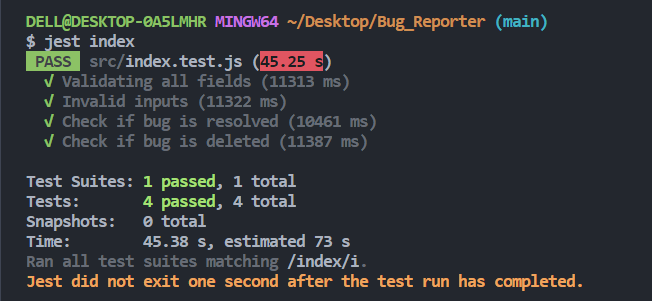 DELL@DESKTOP-0A5LMHR MINGW64 ~/Desktop/Bug_Reporter (main)
$ jest index
PASS src/index.test.js (45.25 s)
√ Validating all fields (11313 ms)
√ Invalid inputs (11322 ms)
√ Check if bug is resolved (10461 ms)
√ Check if bug is deleted (11387 ms)
Test Suites: 1 passed, 1 total
Tests: 4 passed, 4 total
Snapshots: 0 total
Time: 45.38 s, estimated 73 s
Ran all test suites matching /index/i.
Jest did not exit one second after the test run has completed.